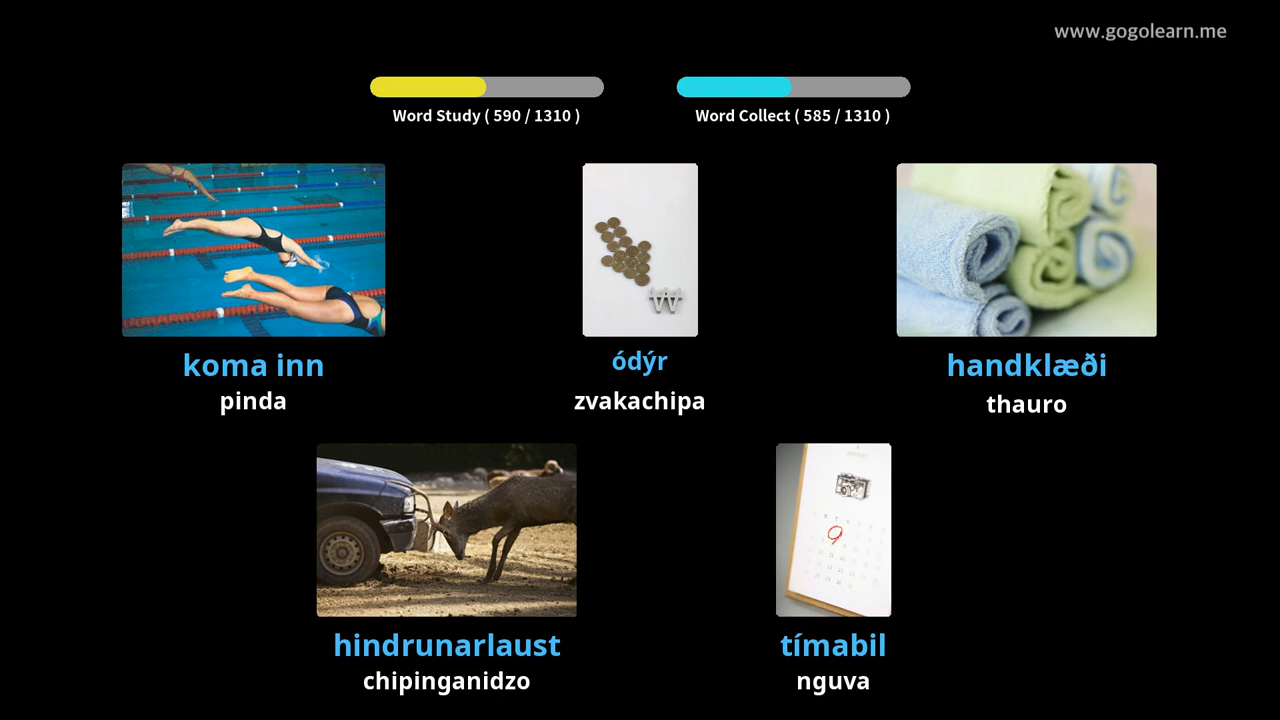 www.gogolearn.me
Word Study ( 590 / 1310 )
Word Collect ( 585 / 1310 )
koma inn
pinda
ódýr
zvakachipa
handklæði
thauro
hindrunarlaust
chipinganidzo
tímabil
nguva